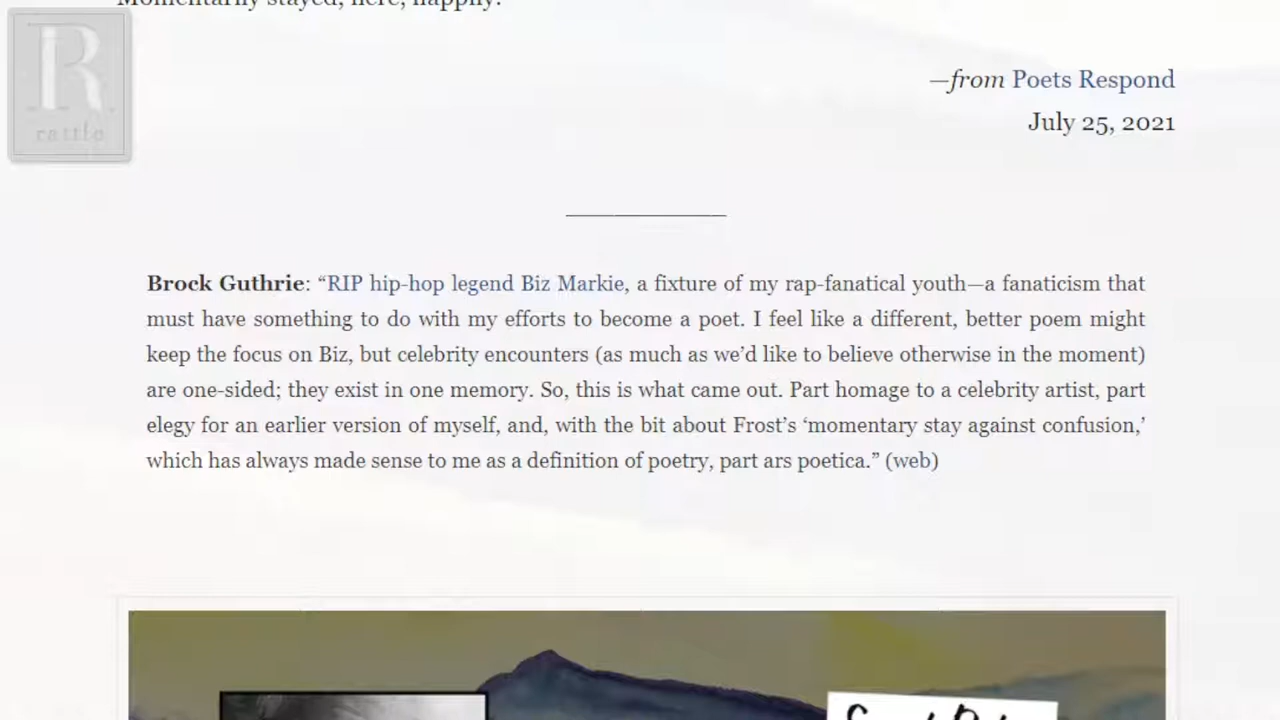 Momentarily stayed, here, happily.
R
rattle
—from Poets Respond
July 25, 2021
Brock Guthrie: “RIP hip-hop legend Biz Markie, a fixture of my rap-fanatical youth—a fanaticism that
must have something to do with my efforts to become a poet. I feel like a different, better poem might
keep the focus on Biz, but celebrity encounters (as much as we’d like to believe otherwise in the moment)
are one-sided; they exist in one memory. So, this is what came out. Part homage to a celebrity artist, part
elegy for an earlier version of myself, and, with the bit about Frost’s ‘momentary stay against confusion,’
which has always made sense to me as a definition of poetry, part ars poetica.” (web)